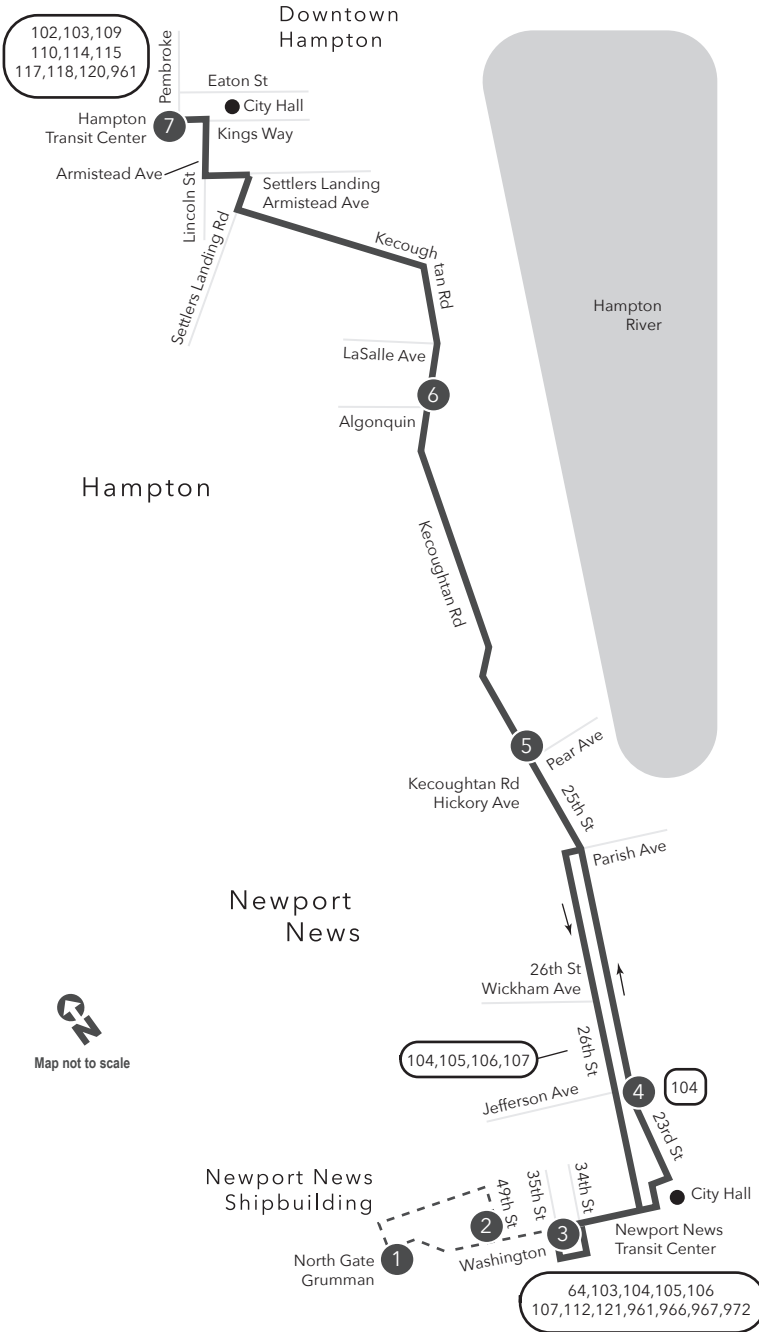 Downtown
Hampton
102,103,109
110,114,115
117,118,120,961
Pembroke
Eaton St
City Hall
Hampton
Transit Center
7
Kings Way
Armistead Ave
Lincoln St
Settlers Landing
Armistead Ave
Settlers Landing Rd
Kecoughtan Rd
Hampton
River
LaSalle Ave
6
Algonquin
Hampton
Kecoughtan Rd
5
Pear Ave
Kecoughtan Rd
Hickory Ave
25th St
Parish Ave
Newport
News
26th St
Wickham Ave
N
Map not to scale
104,105,106,107
26th St
4
104
Jefferson Ave
23rd St
Newport News
Shipbuilding
49th St
35th St
34th St
City Hall
2
3
Newport News
Transit Center
1
Washington
North Gate
Grumman
64,103,104,105,106
107,112,121,961,966,967,972